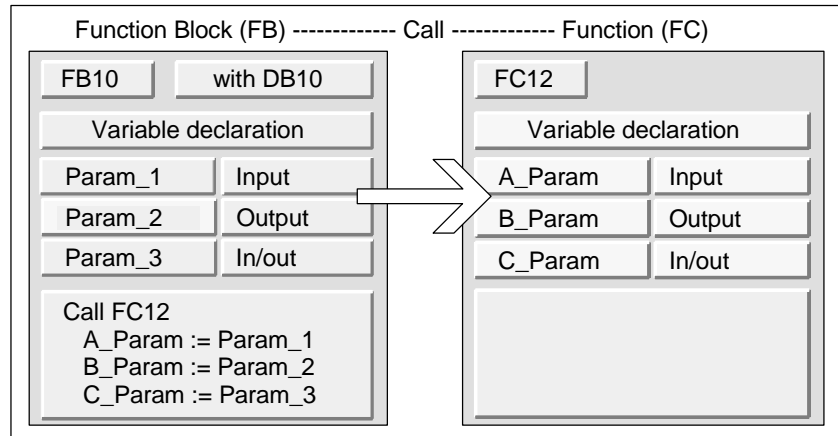 Function Block (FB) ------------- Call ------------- Function (FC)
FB10 with DB10
Variable declaration
Param_1 Input
Param_2 Output
Param_3 In/out
Call FC12
A_Param := Param_1
B_Param := Param_2
C_Param := Param_3
FC12
Variable declaration
A_Param Input
B_Param Output
C_Param In/out